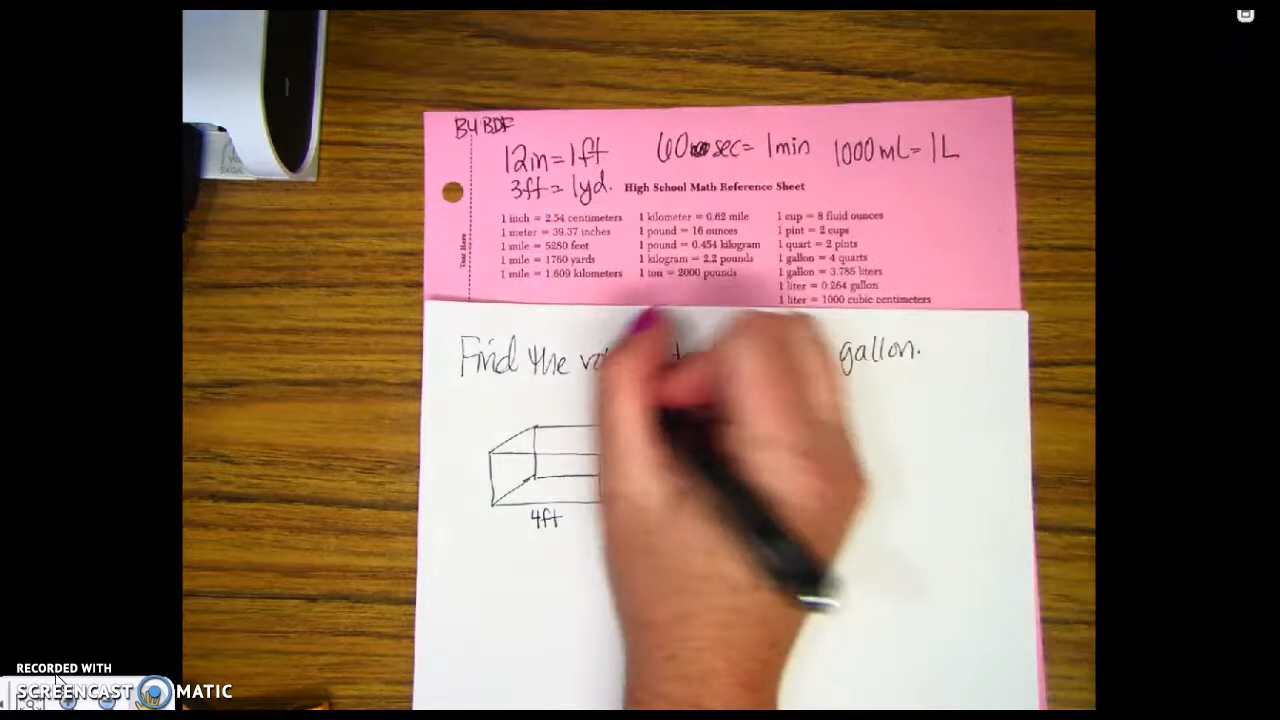 B4 BDF
12in = 1ft
60 sec = 1min
1000mL = 1L
3ft = 1yd.
High School Math Reference Sheet
Tear Here
1 inch = 2.54 centimeters
1 meter = 39.37 inches
1 mile = 5280 feet
1 mile = 1760 yards
1 mile = 1.609 kilometers
1 kilometer = 0.62 mile
1 pound = 16 ounces
1 pound = 0.454 kilogram
1 kilogram = 2.2 pounds
1 ton = 2000 pounds
1 cup = 8 fluid ounces
1 pint = 2 cups
1 quart = 2 pints
1 gallon = 4 quarts
1 gallon = 3.785 liters
1 liter = 0.264 gallon
1 liter = 1000 cubic centimeters
Find the gallon.
4ft
RECORDED WITH
SCREENCAST MATIC